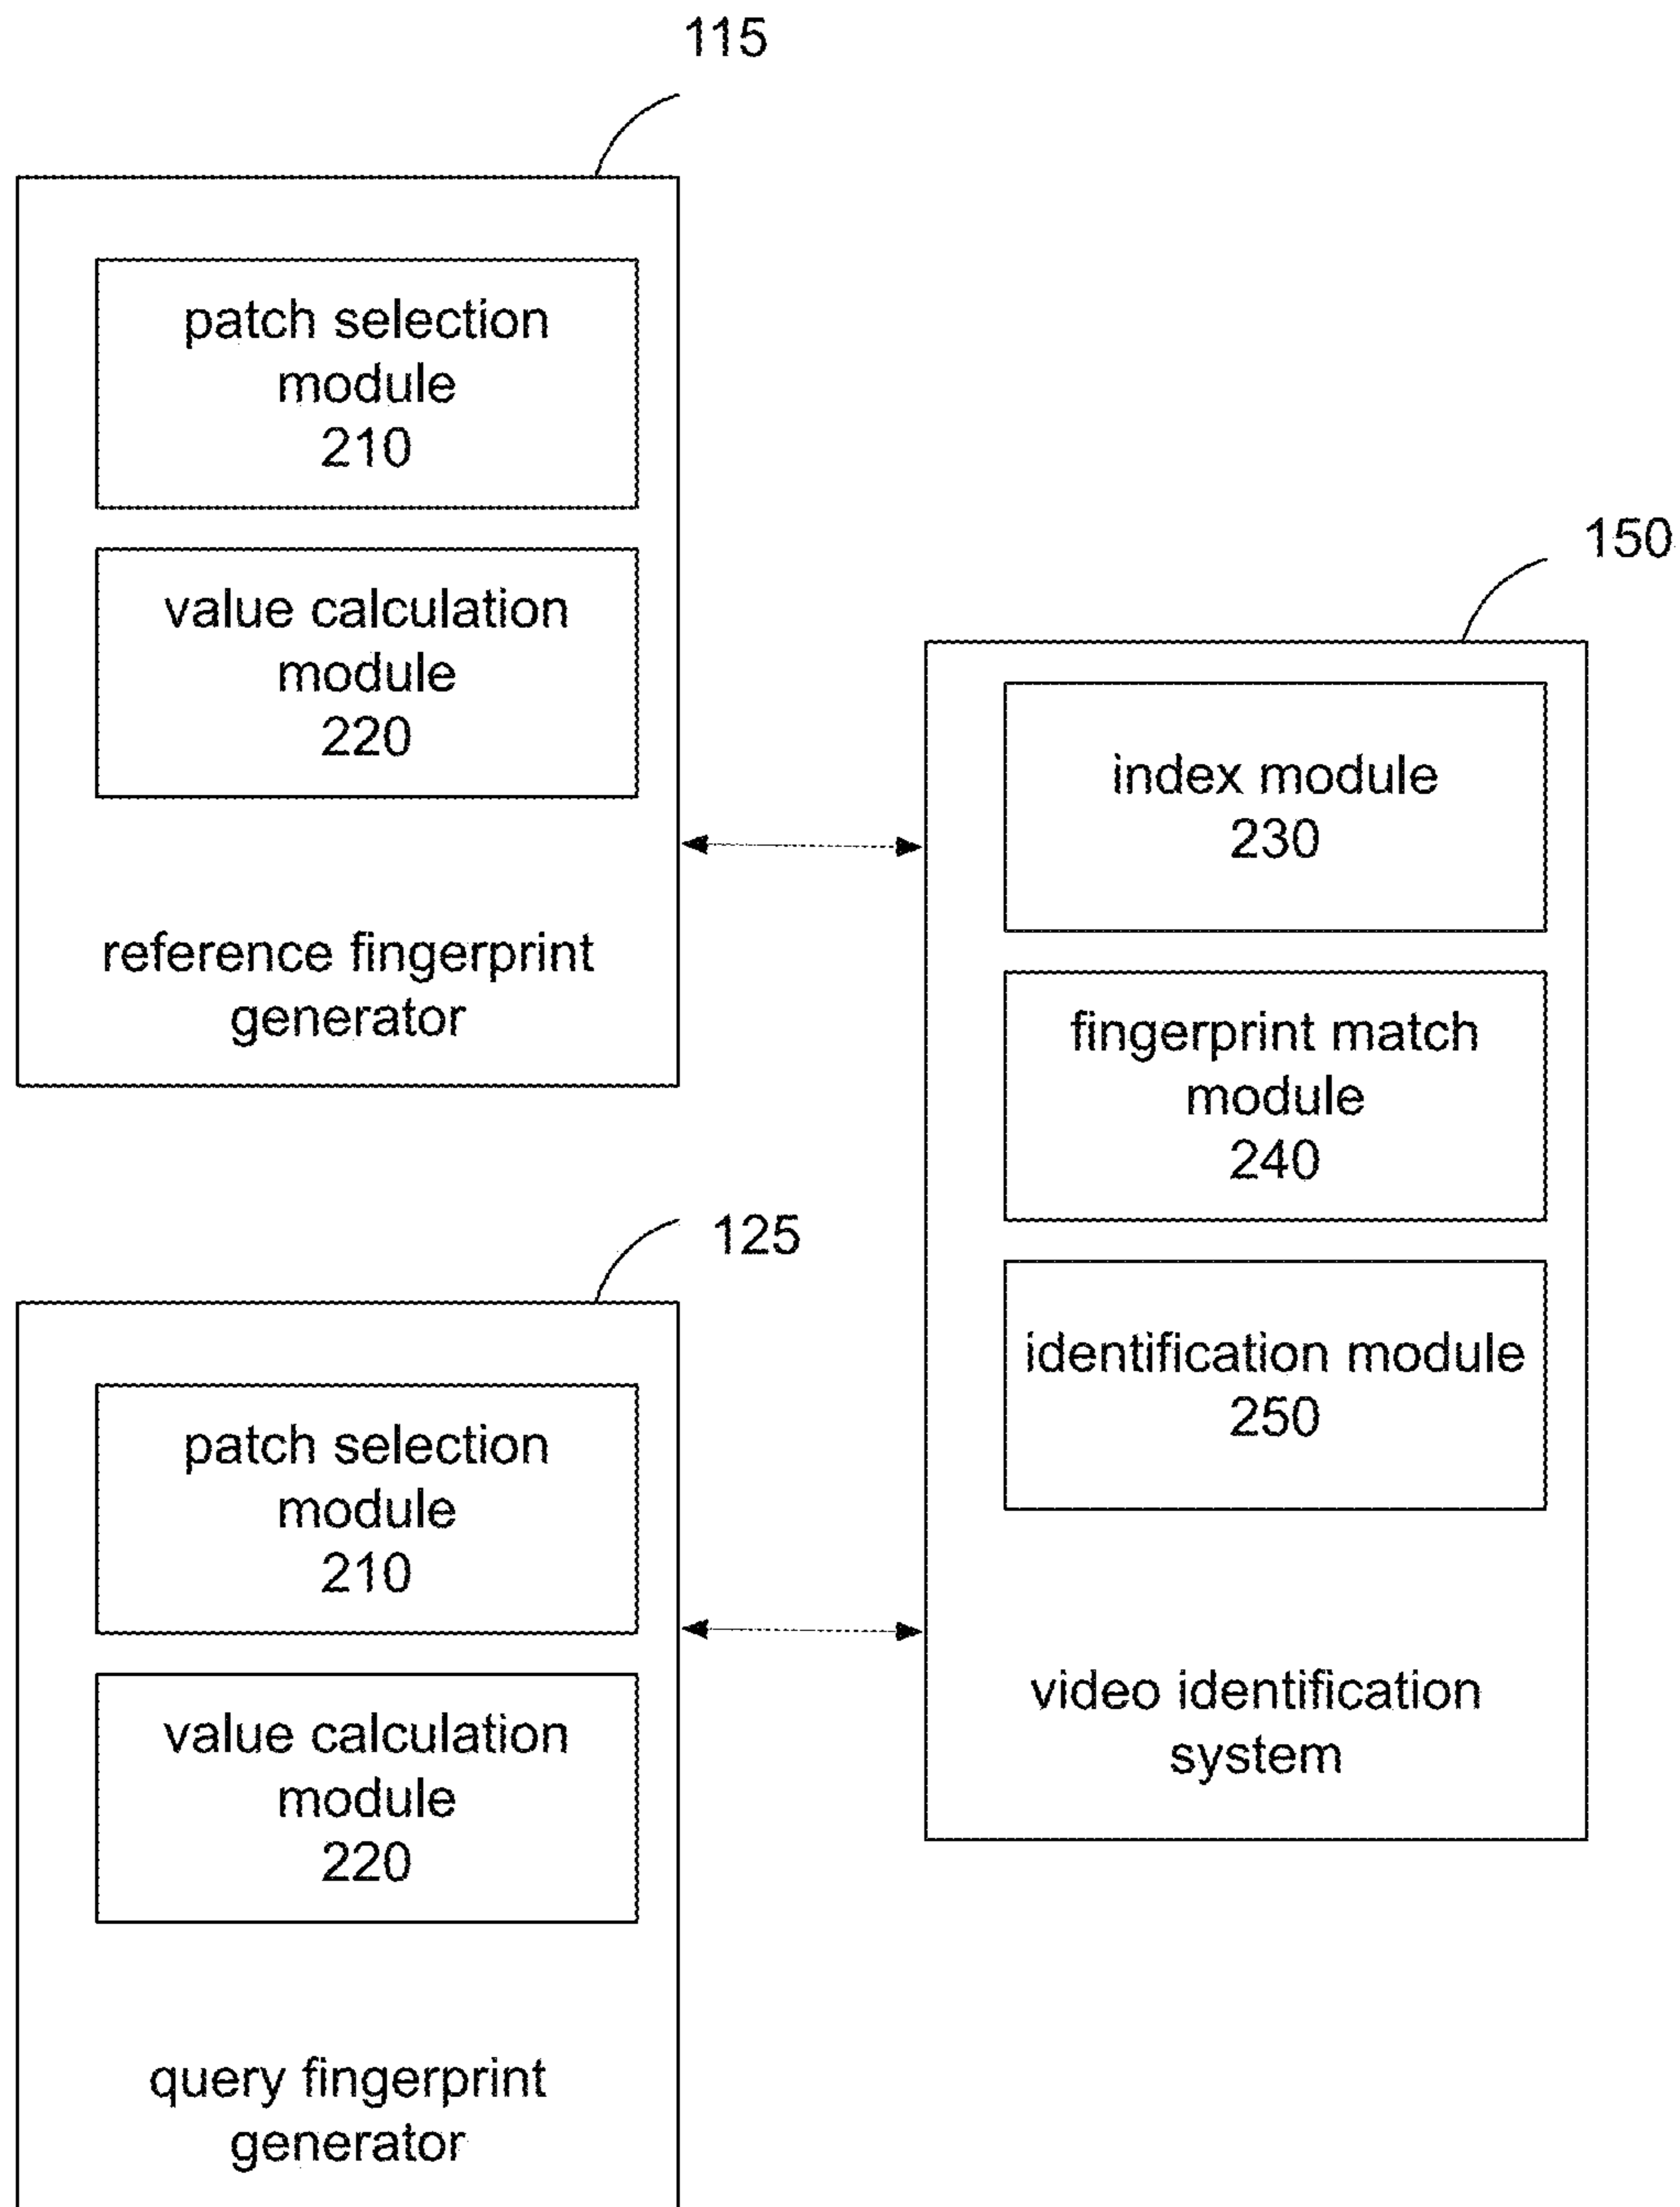 115
patch selection
module
210
value calculation
module
220
reference fingerprint
generator
150
index module
230
fingerprint match
module
240
identification module
250
video identification
system
125
patch selection
module
210
value calculation
module
220
query fingerprint
generator